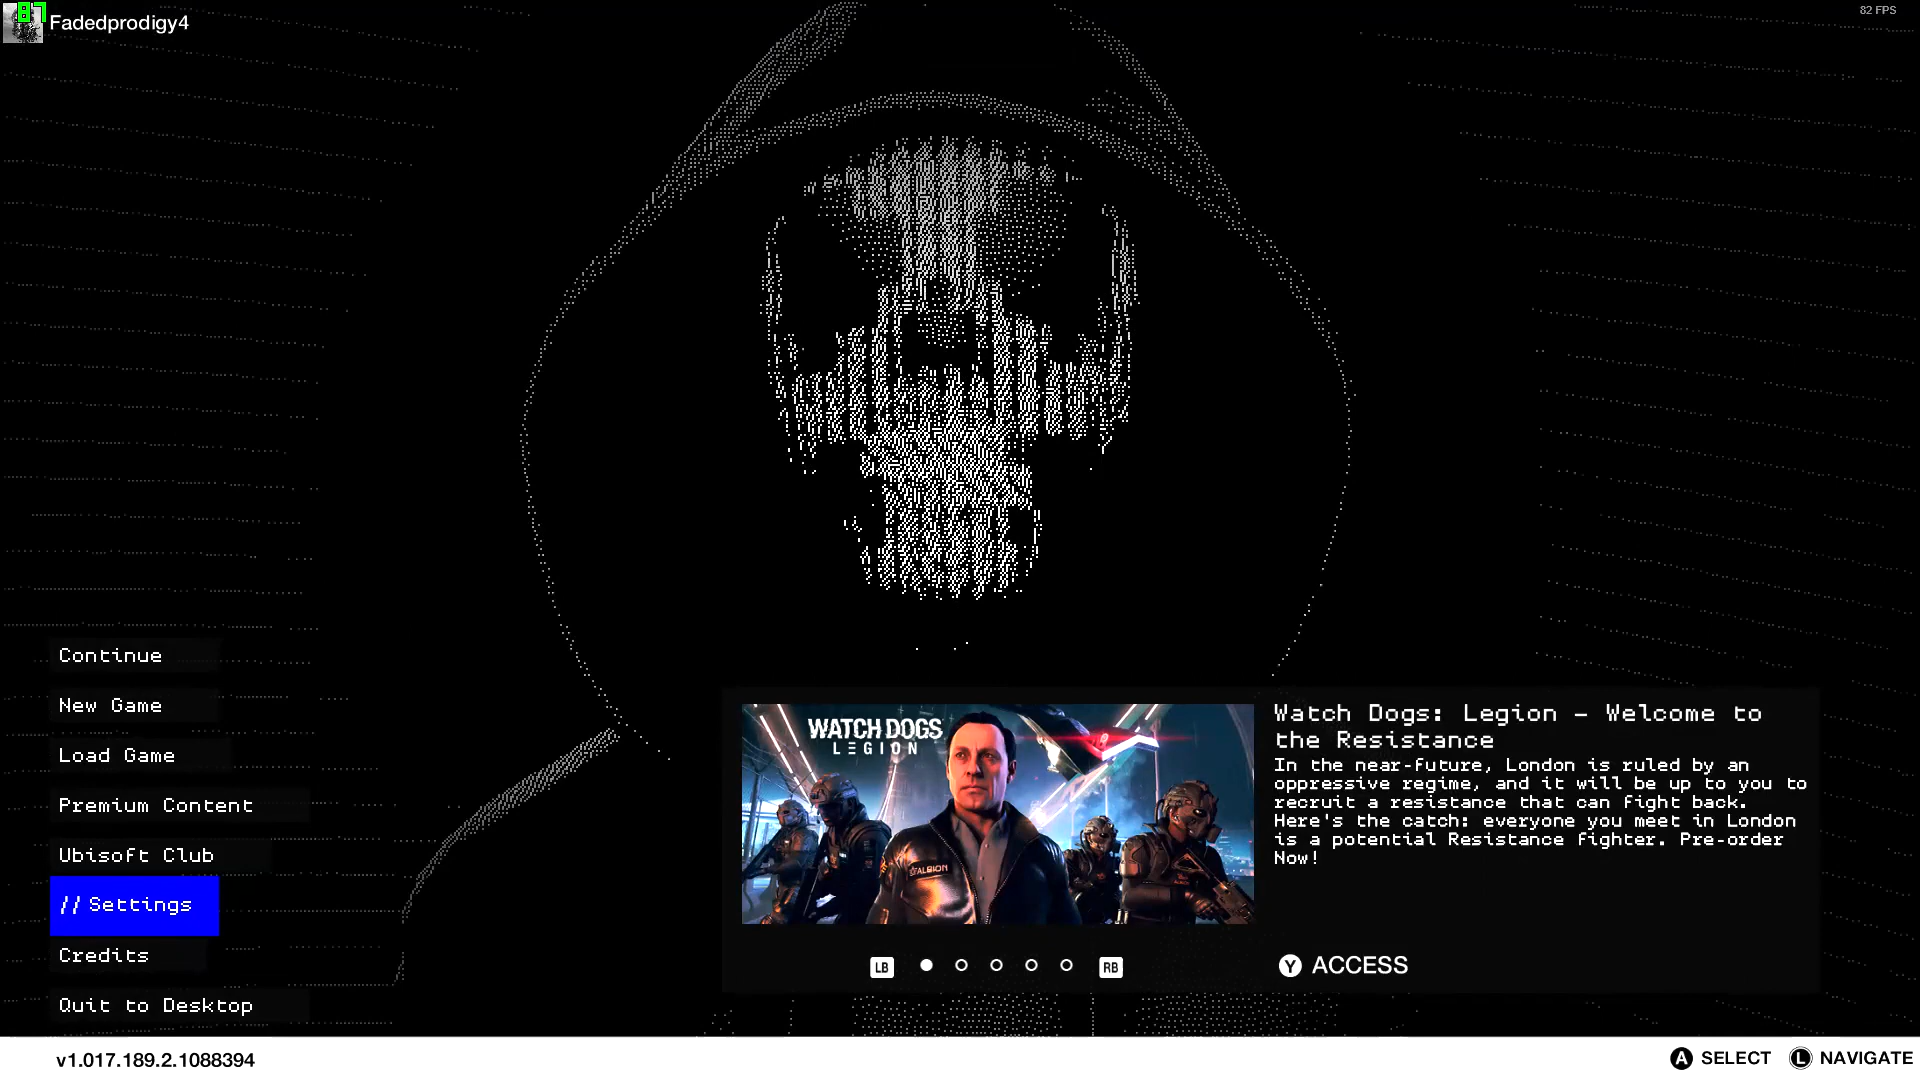 87
Fadedprodigy4
82 FPS
Continue
New Game
Load Game
Premium Content
Ubisoft Club
// Settings
Credits
Quit to Desktop
WATCH DOGS
LEGION
ALBION
Watch Dogs: Legion – Welcome to
the Resistance
In the near-future, London is ruled by an
oppressive regime, and it will be up to you to
recruit a resistance that can fight back.
Here's the catch: everyone you meet in London
is a potential Resistance fighter. Pre-order
Now!
LB
RB
Y ACCESS
v1.017.189.2.1088394
A SELECT L NAVIGATE